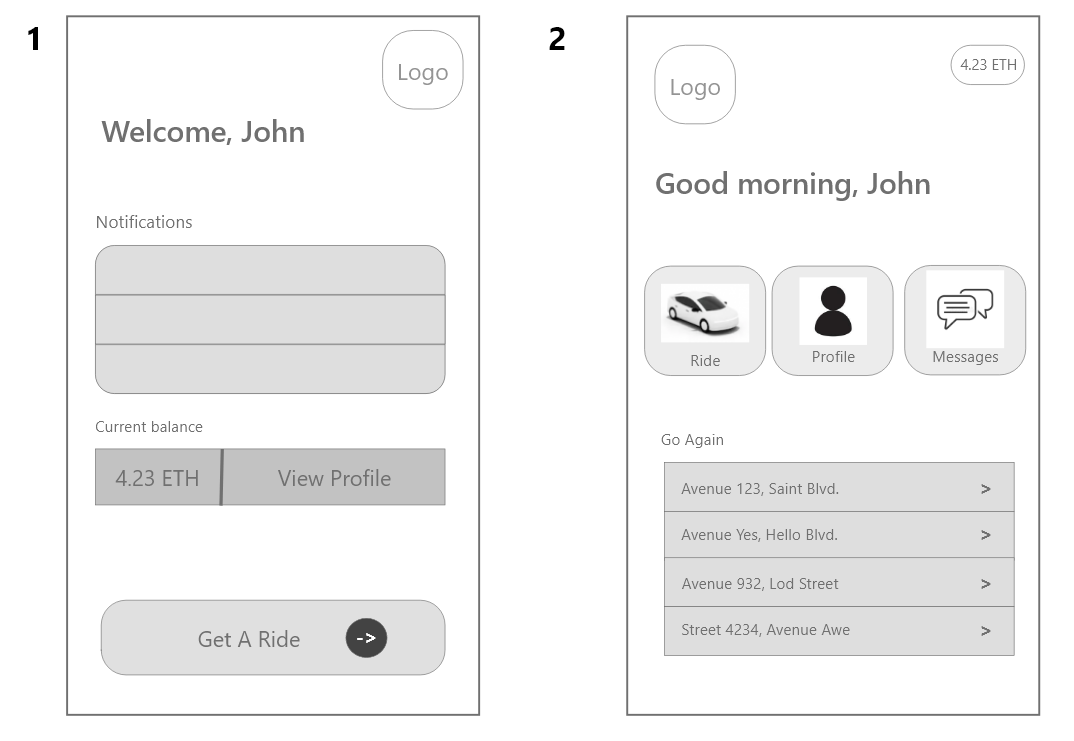 1
Logo
Welcome, John
Notifications
Current balance
4.23 ETH
View Profile
Get A Ride
->
2
Logo
4.23 ETH
Good morning, John
Ride
Profile
Messages
Go Again
Avenue 123, Saint Blvd. >
Avenue Yes, Hello Blvd. >
Avenue 932, Lod Street >
Street 4234, Avenue Awe >